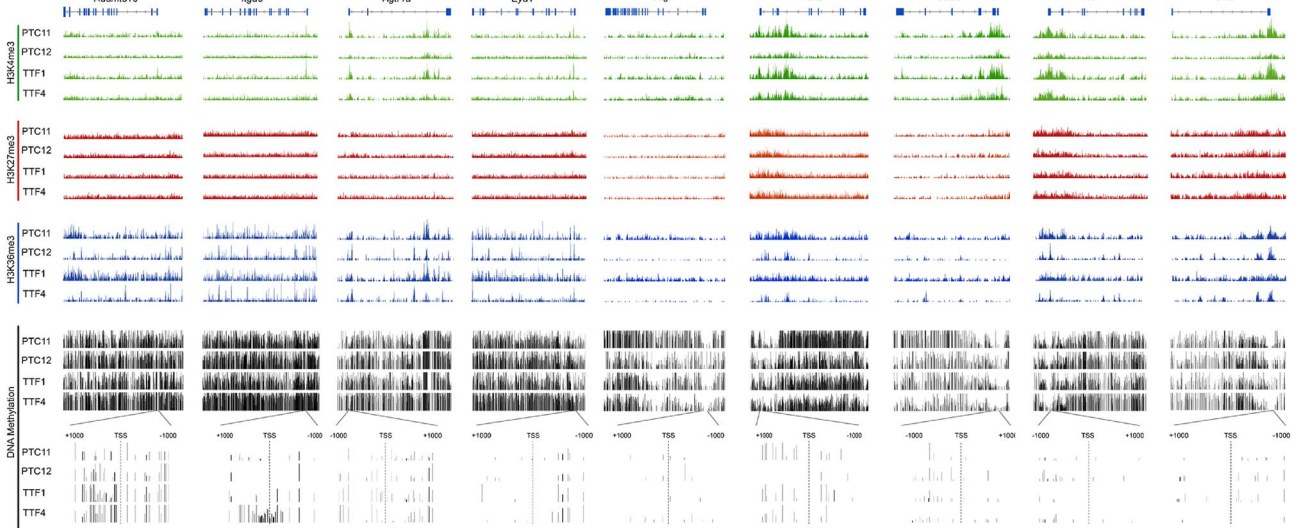 H3K4me3
PTC11
PTC12
TTF1
TTF4
H3K27me3
PTC11
PTC12
TTF1
TTF4
H3K36me3
PTC11
PTC12
TTF1
TTF4
DNA Methylation
PTC11
PTC12
TTF1
TTF4
+1000 TSS -1000
+1000 TSS -1000
-1000 TSS +1000
+1000 TSS -1000
+1000 TSS -1000
+1000 TSS -1000
-1000 TSS +1000
-1000 TSS +1000
+1000 TSS -1000
PTC11
PTC12
TTF1
TTF4